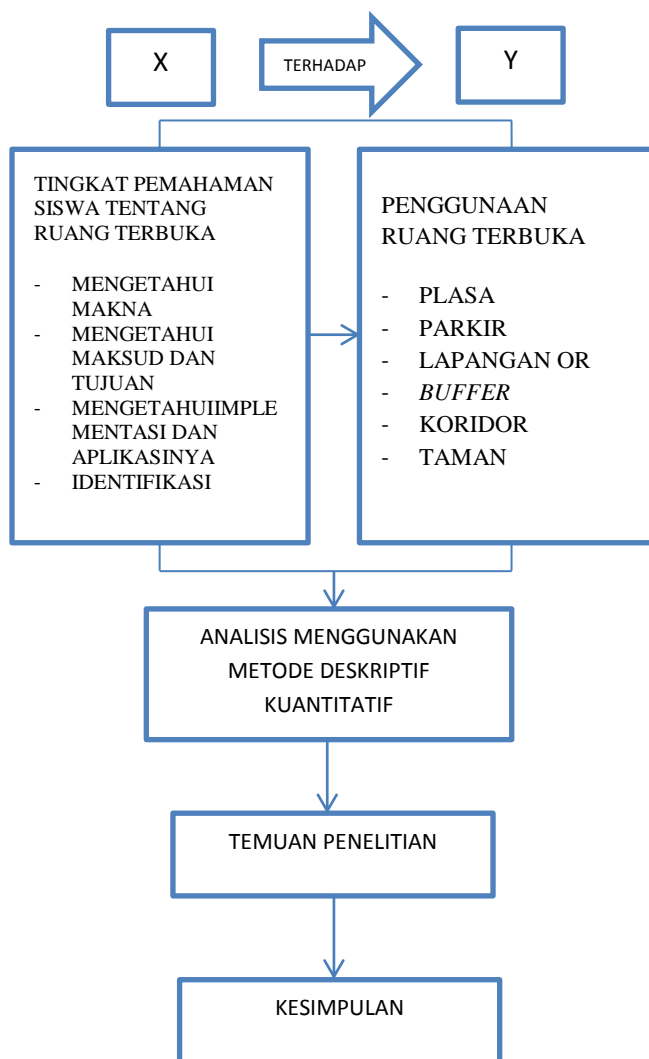 X
TERHADAP
Y
TINGKAT PEMAHAMAN
SISWA TENTANG
RUANG TERBUKA
- MENGETAHUI
MAKNA
- MENGETAHUI
MAKSUD DAN
TUJUAN
- MENGETAHUIIMPLE
MENTASI DAN
APLIKASINYA
- IDENTIFIKASI
PENGGUNAAN
RUANG TERBUKA
- PLASA
- PARKIR
- LAPANGAN OR
- BUFFER
- KORIDOR
- TAMAN
ANALISIS MENGGUNAKAN
METODE DESKRIPTIF
KUANTITATIF
TEMUAN PENELITIAN
KESIMPULAN